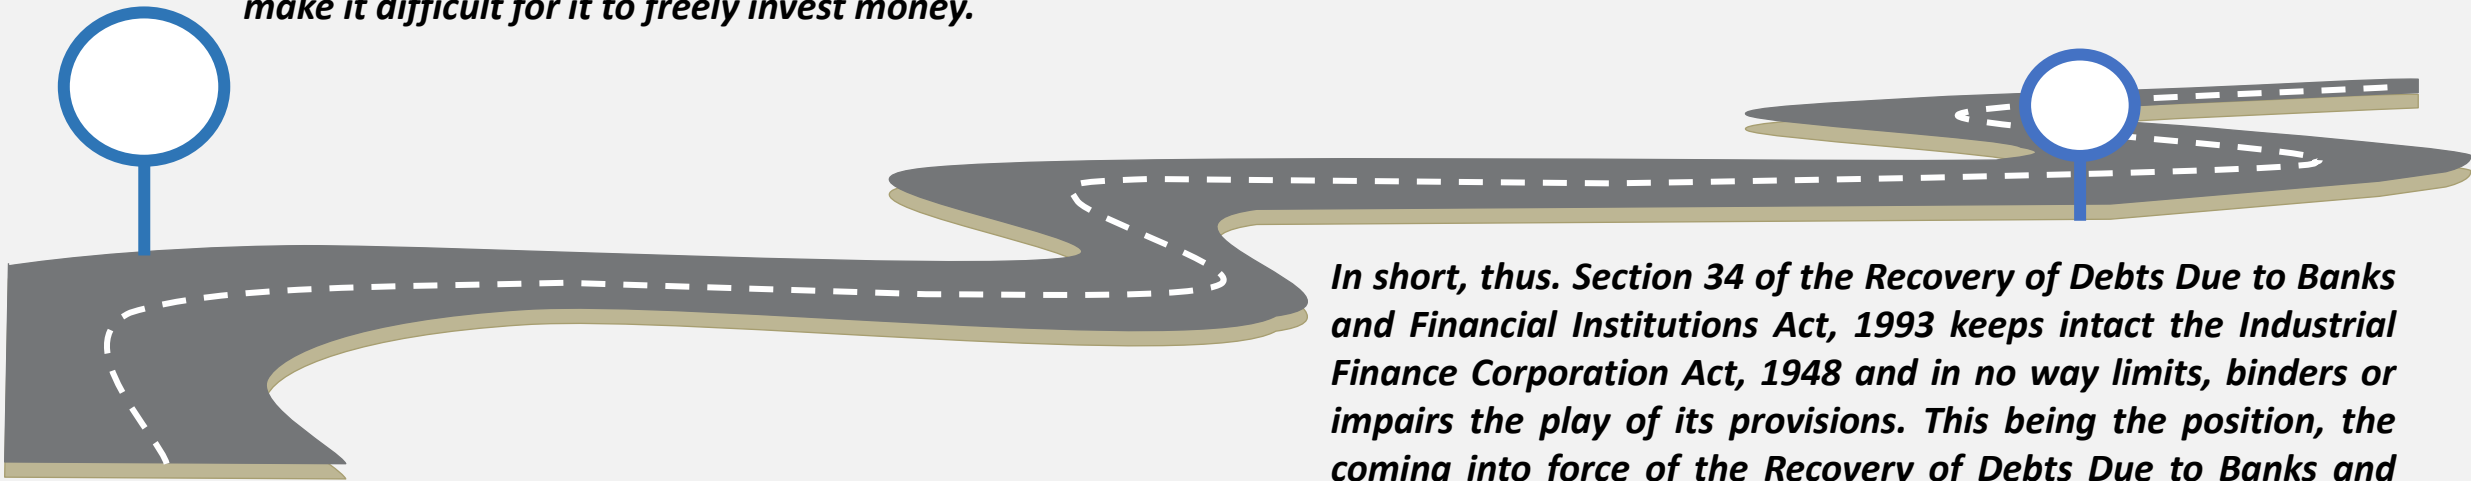 make it difficult for it to freely invest money.
In short, thus. Section 34 of the Recovery of Debts Due to Banks
and Financial Institutions Act, 1993 keeps intact the Industrial
Finance Corporation Act, 1948 and in no way limits, binders or
impairs the play of its provisions. This being the position, the
coming into force of the Recovery of Debts Due to Banks and